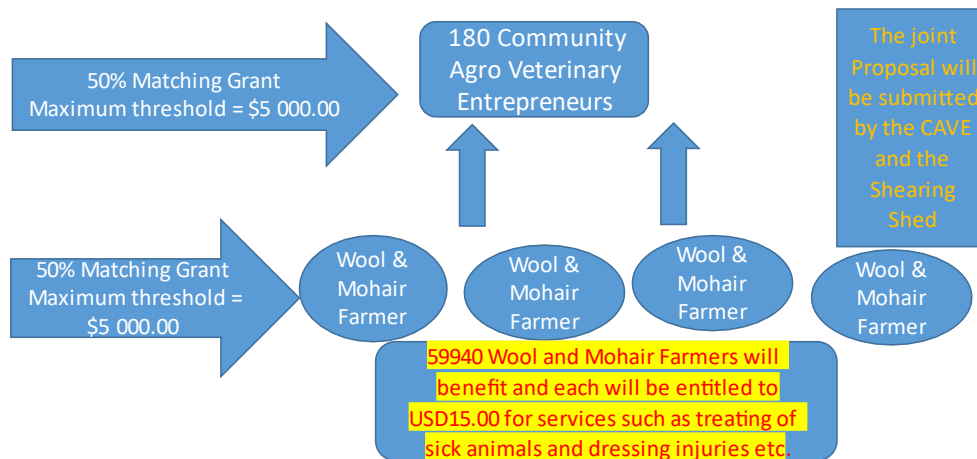 50% Matching Grant
Maximum threshold = $5 000.00
180 Community
Agro Veterinary
Entrepreneurs
The joint
Proposal will
be submitted
by the CAVE
and the
Shearing
Shed
50% Matching Grant
Maximum threshold =
$5 000.00
Wool &
Mohair
Farmer
Wool &
Mohair
Farmer
Wool &
Mohair
Farmer
Wool &
Mohair
Farmer
59940 Wool and Mohair Farmers will
benefit and each will be entitled to
USD15.00 for services such as treating of
sick animals and dressing injuries etc.